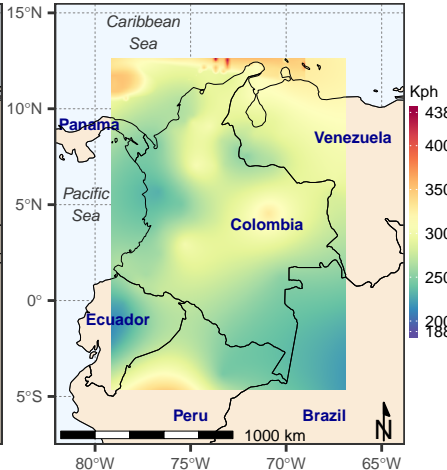 15°N
10°N
5°N
0°
5°S
80°W
75°W
70°W
65°W
Caribbean
Sea
Panama
Venezuela
Pacific
Sea
Colombia
Ecuador
Peru
Brazil
1000 km
N
Kph
438
400
350
300
250
200
188